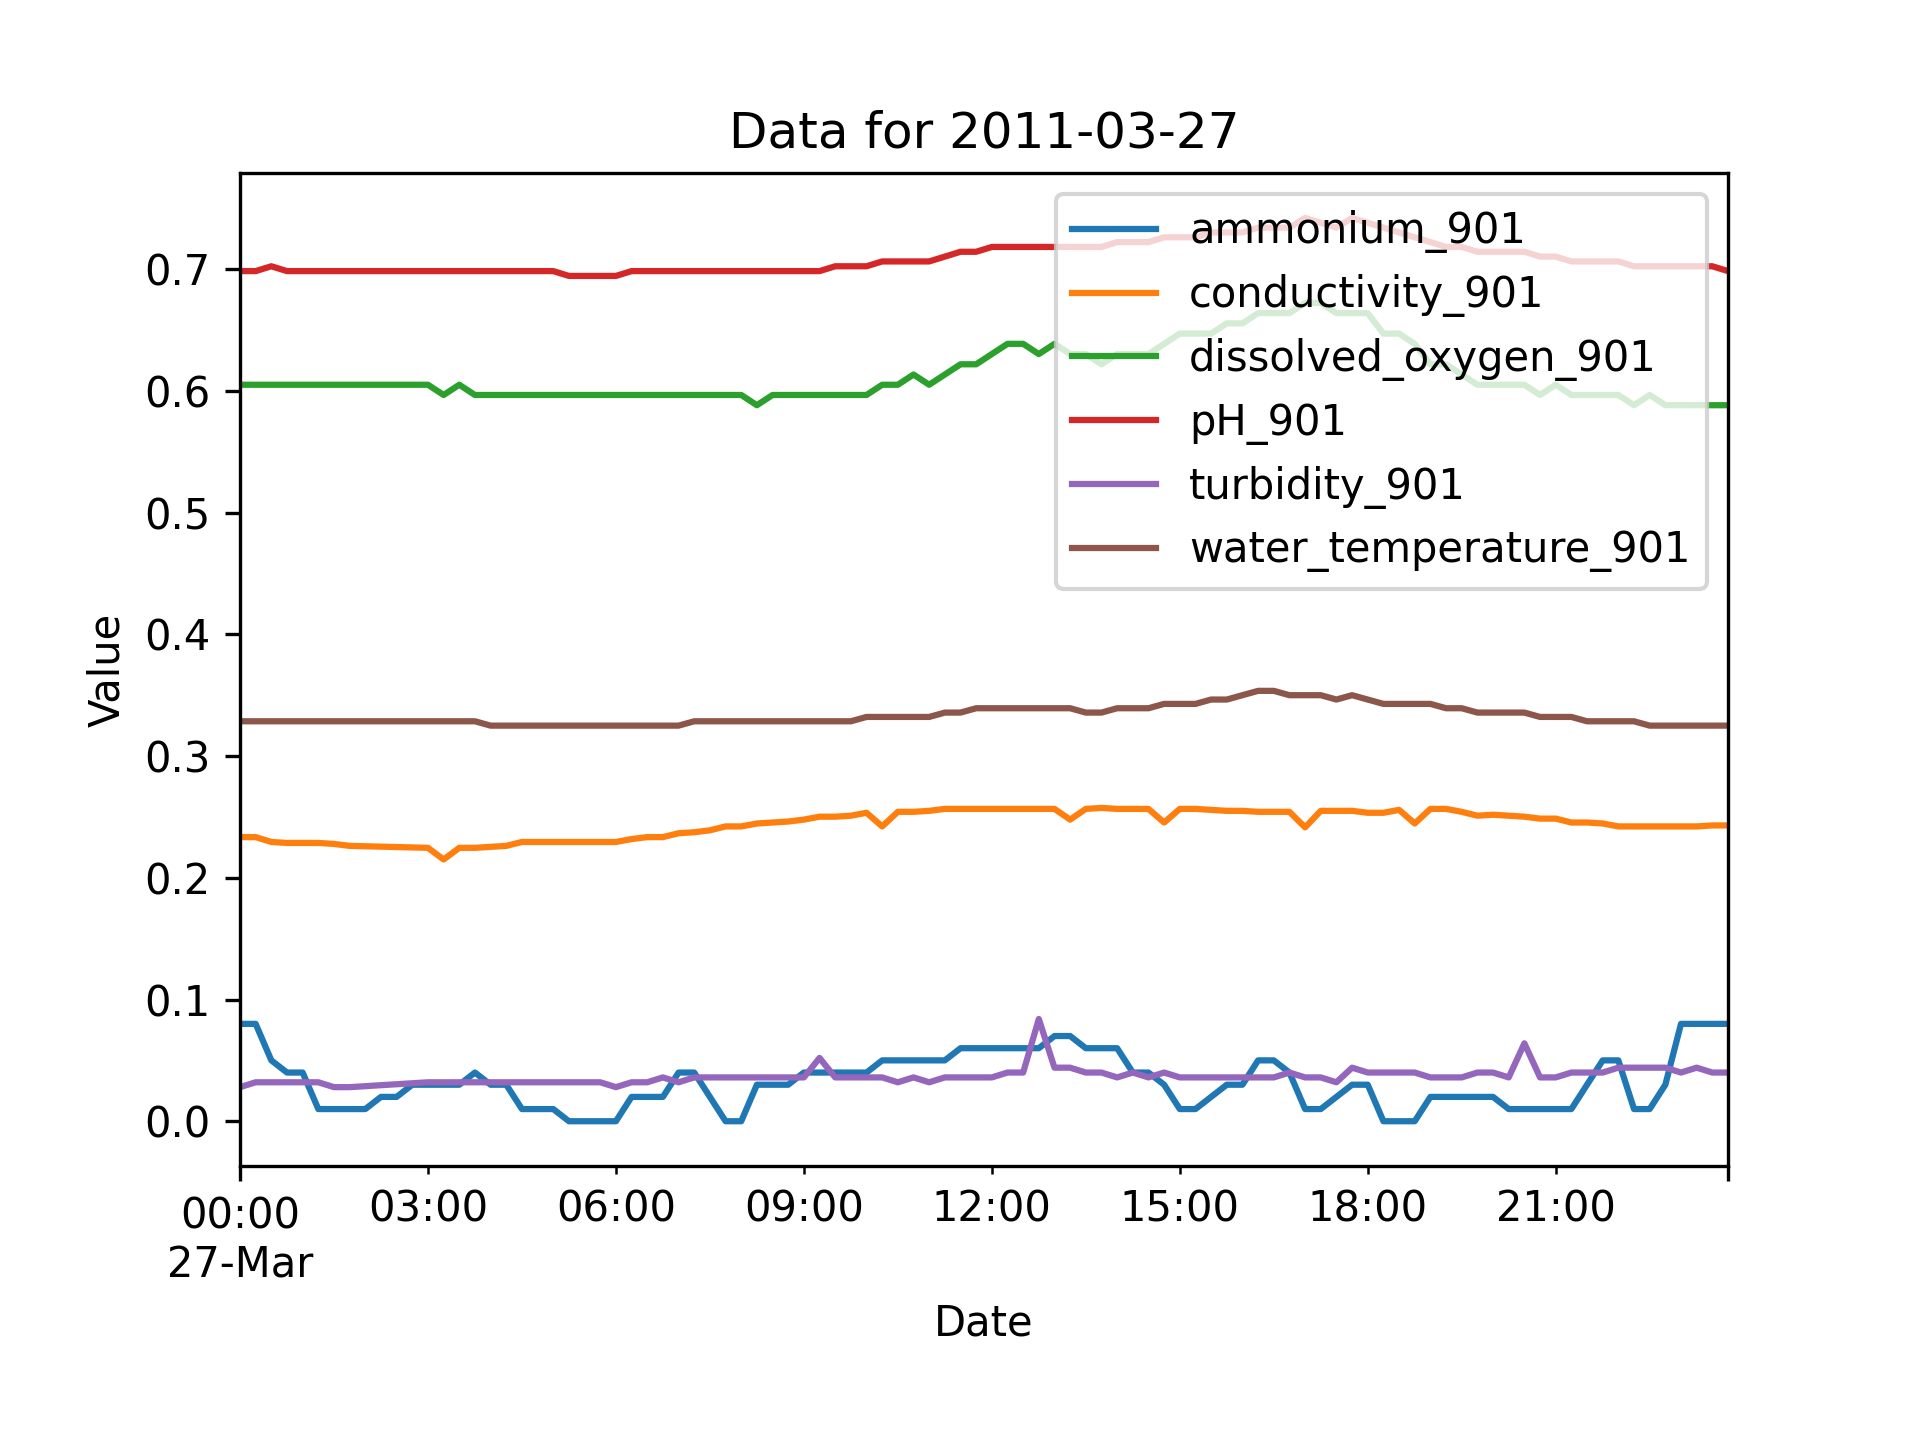 Data for 2011-03-27
ammonium_901
conductivity_901
dissolved_oxygen_901
pH_901
turbidity_901
water_temperature_901
Value
0.7
0.6
0.5
0.4
0.3
0.2
0.1
0.0
00:00 03:00 06:00 09:00 12:00 15:00 18:00 21:00
27-Mar
Date